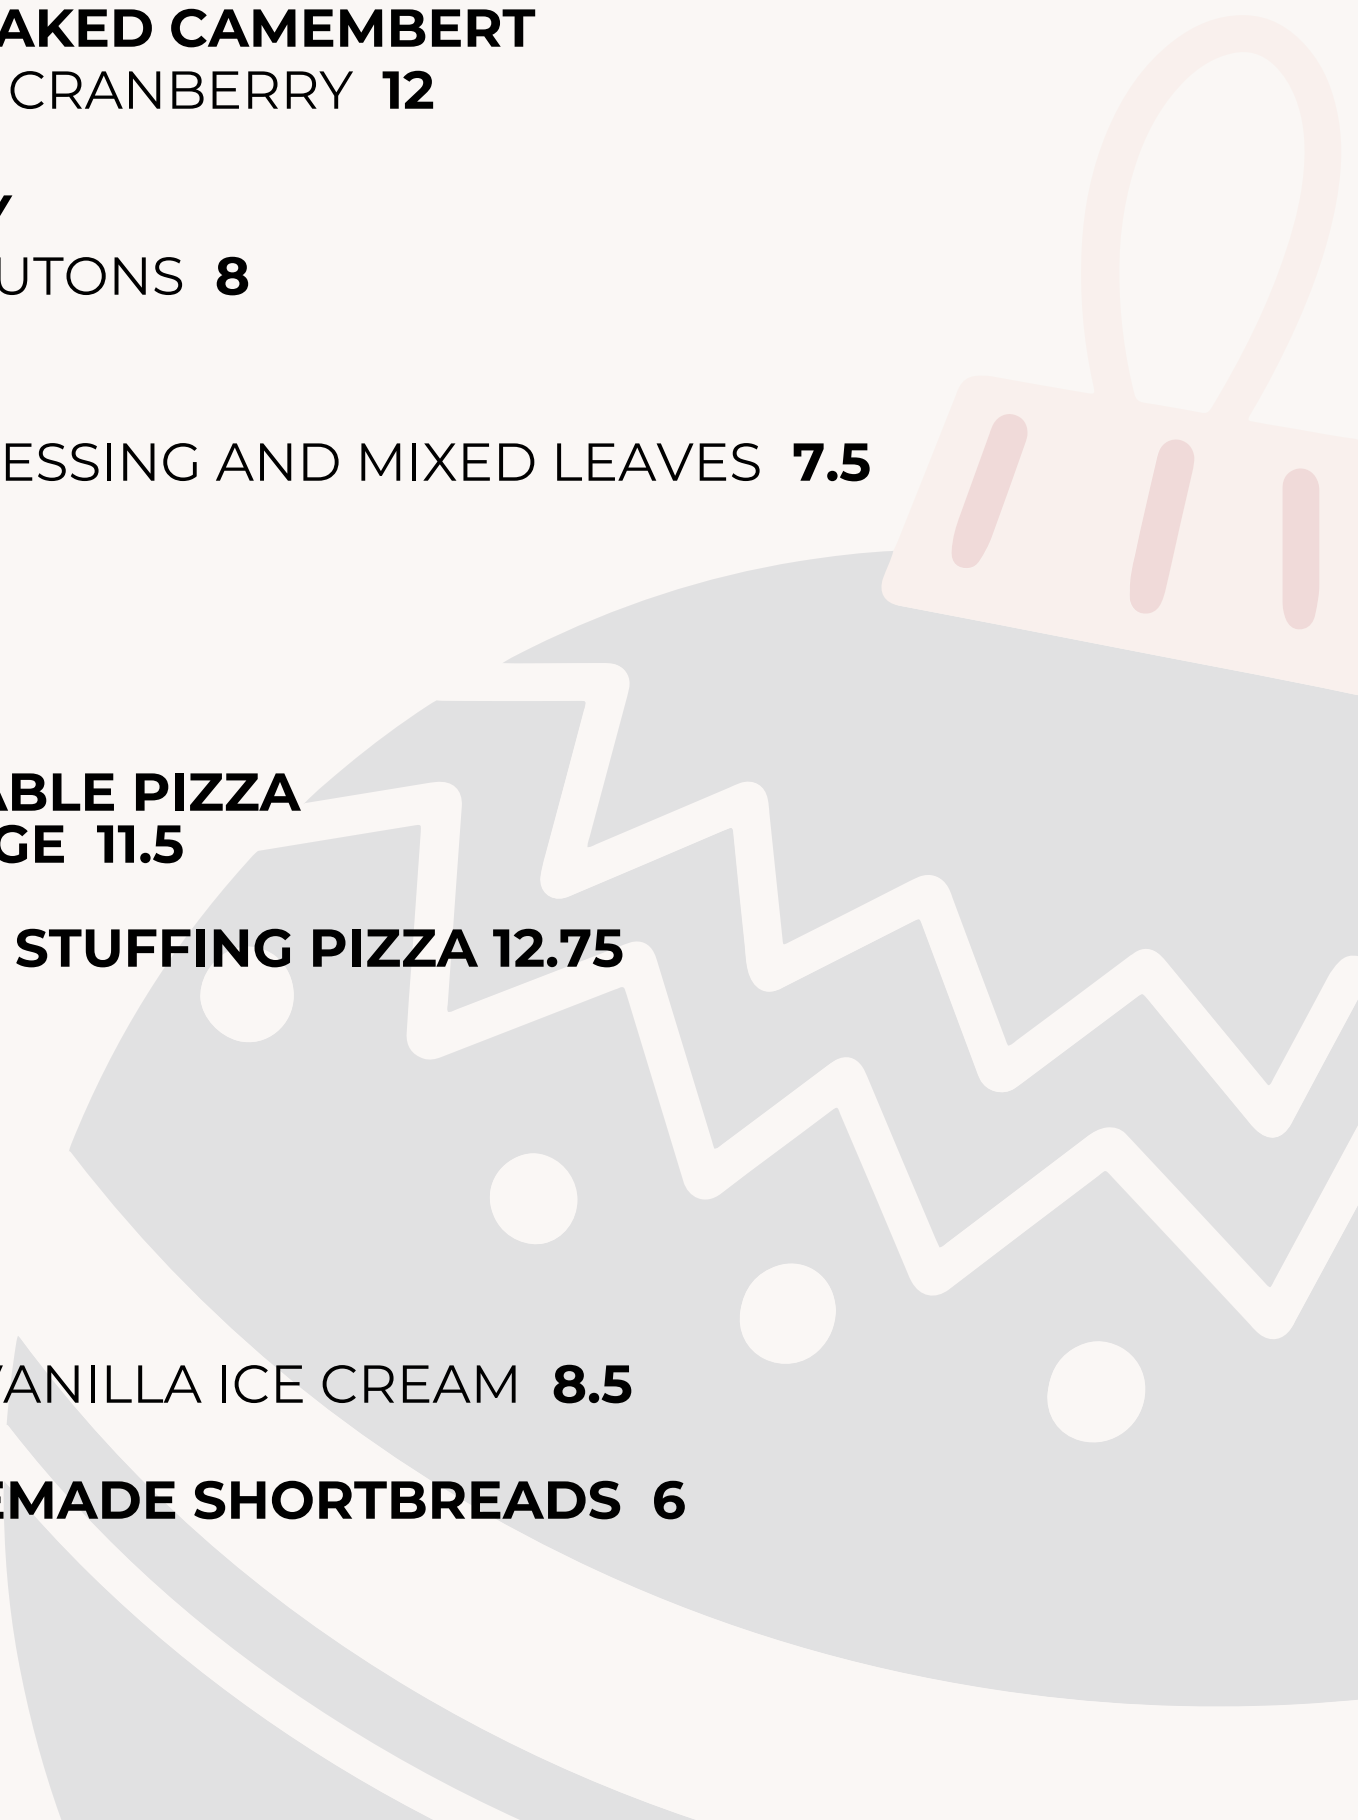 AKED CAMEMBERT
CRANBERRY 12
Y
UTONS 8
ESSING AND MIXED LEAVES 7.5
ABLE PIZZA
GE 11.5
STUFFING PIZZA 12.75
VANILLA ICE CREAM 8.5
EMADE SHORTBREADS 6